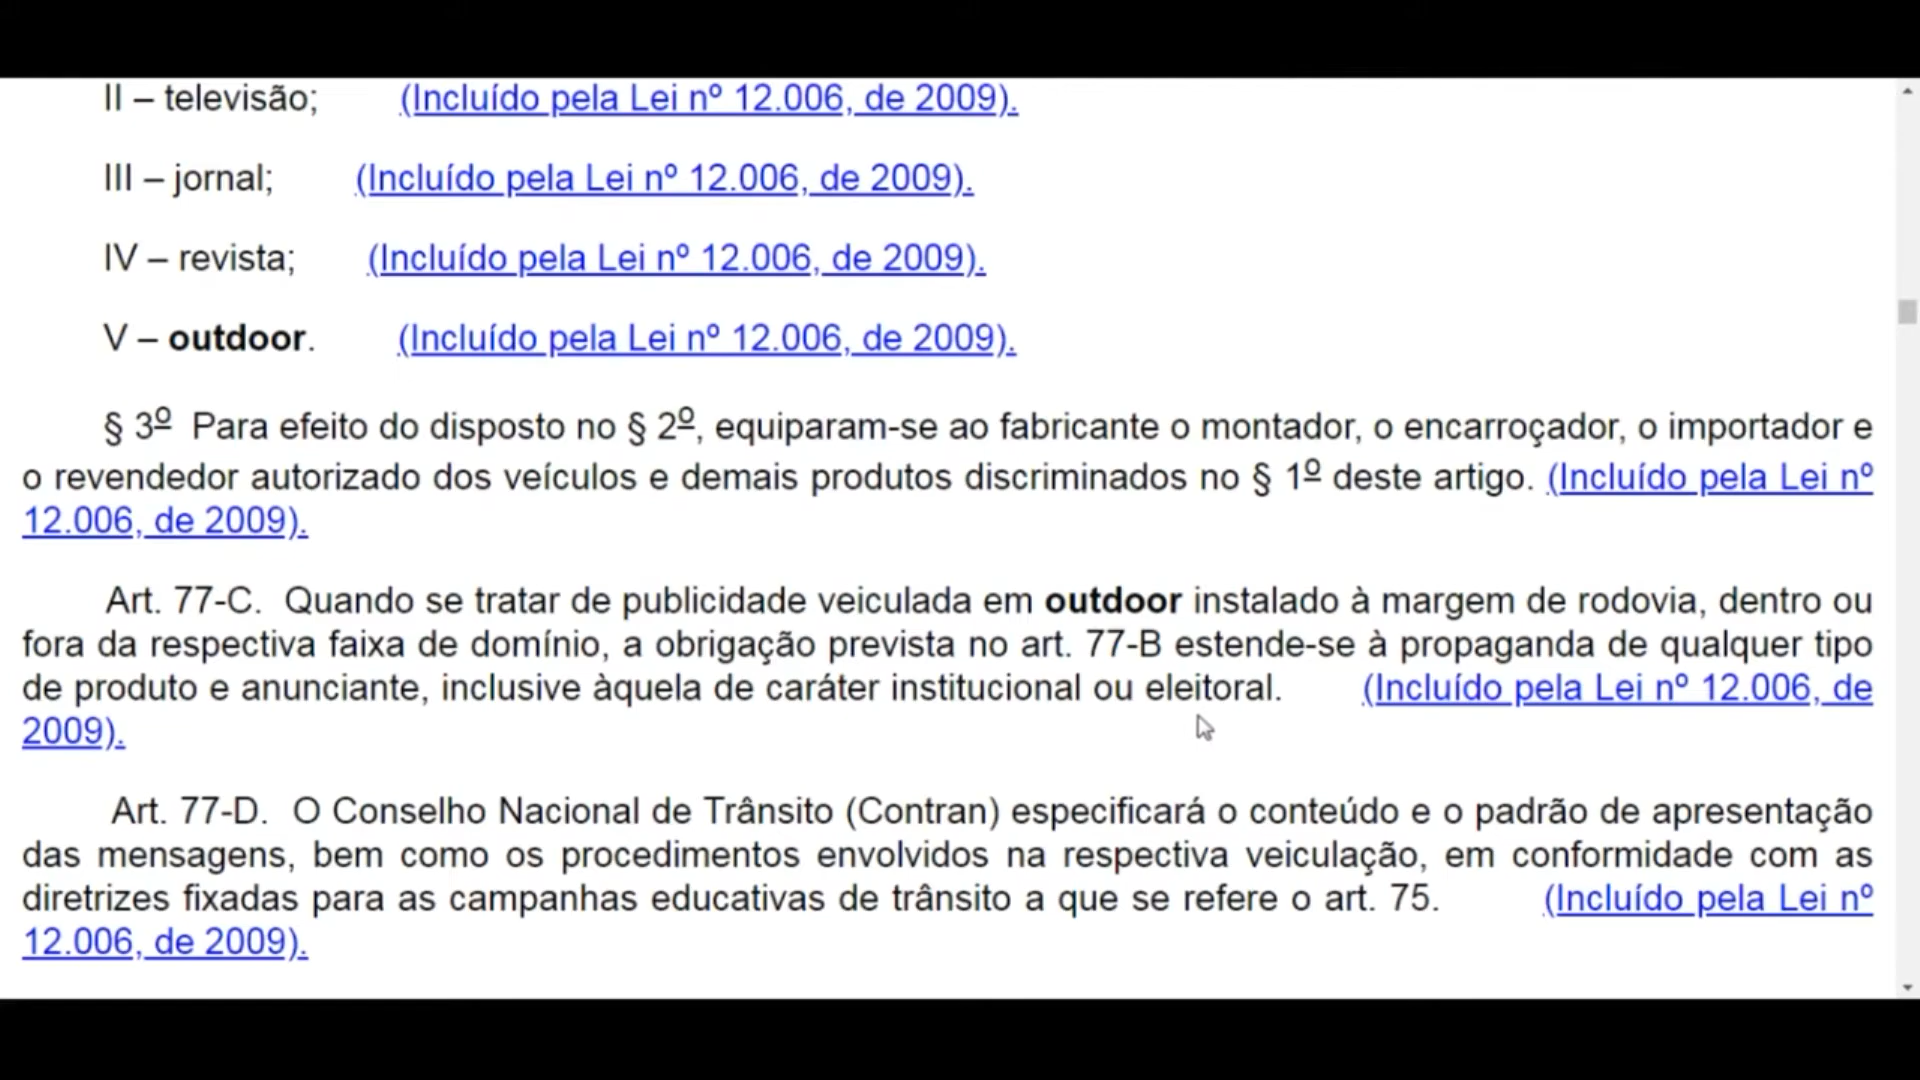 II – televisão; (Incluído pela Lei nº 12.006, de 2009).
III – jornal; (Incluído pela Lei nº 12.006, de 2009).
IV – revista; (Incluído pela Lei nº 12.006, de 2009).
V – outdoor. (Incluído pela Lei nº 12.006, de 2009).
§ 3º Para efeito do disposto no § 2º, equiparam-se ao fabricante o montador, o encarroçador, o importador e
o revendedor autorizado dos veículos e demais produtos discriminados no § 1º deste artigo. (Incluído pela Lei nº
12.006, de 2009).
Art. 77-C. Quando se tratar de publicidade veiculada em outdoor instalado à margem de rodovia, dentro ou
fora da respectiva faixa de domínio, a obrigação prevista no art. 77-B estende-se à propaganda de qualquer tipo
de produto e anunciante, inclusive àquela de caráter institucional ou eleitoral. (Incluído pela Lei nº 12.006, de
2009).
Art. 77-D. O Conselho Nacional de Trânsito (Contran) especificará o conteúdo e o padrão de apresentação
das mensagens, bem como os procedimentos envolvidos na respectiva veiculação, em conformidade com as
diretrizes fixadas para as campanhas educativas de trânsito a que se refere o art. 75. (Incluído pela Lei nº
12.006, de 2009).